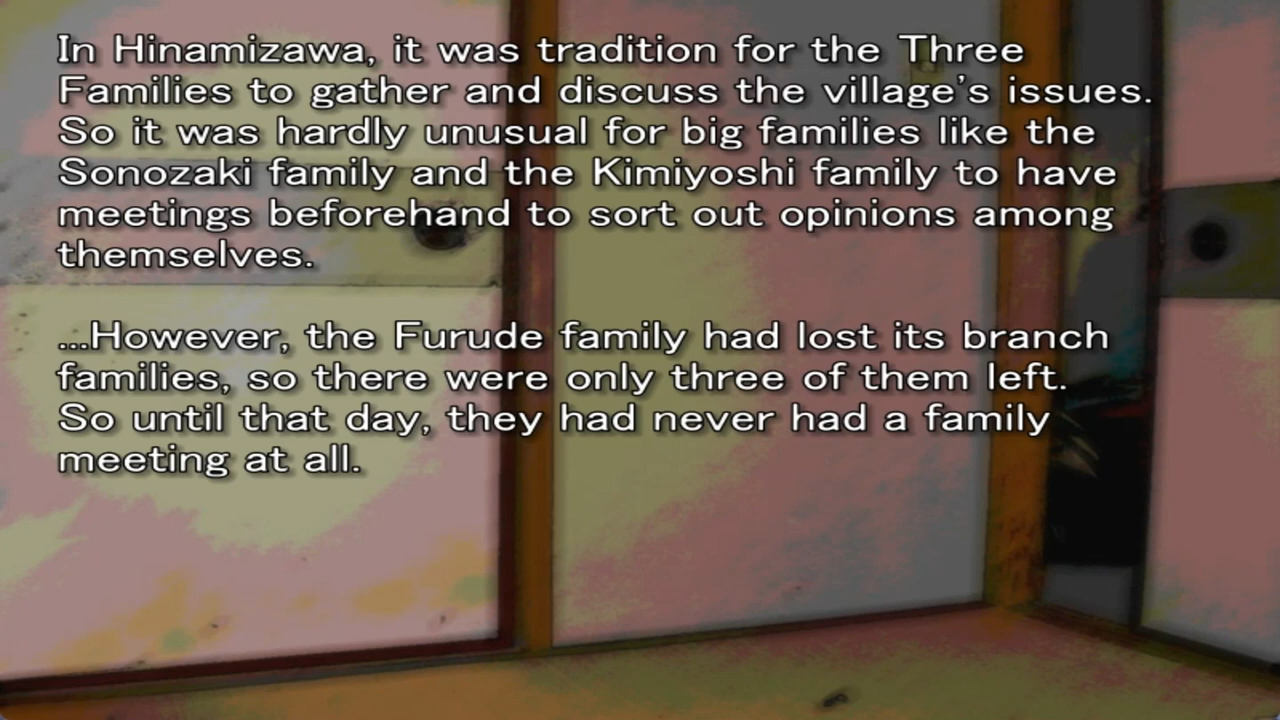 In Hinamizawa, it was tradition for the Three
Families to gather and discuss the village's issues.
So it was hardly unusual for big families like the
Sonozaki family and the Kimiyoshi family to have
meetings beforehand to sort out opinions among
themselves.
...However, the Furude family had lost its branch
families, so there were only three of them left.
So until that day, they had never had a family
meeting at all.